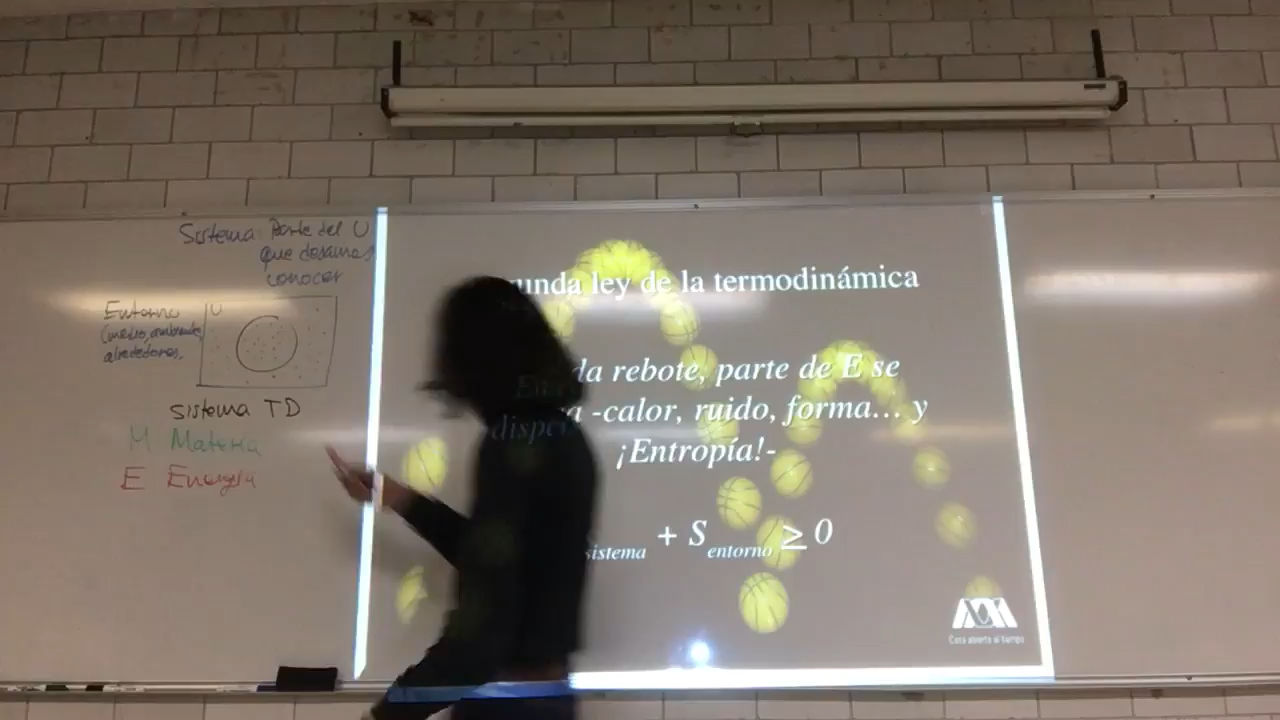 Sistema: Parte del U
que deseamos
conocer
Entorno
(medio, ambiente,
alrededores,
U
sistema TD
M Materia
E Energía
unda ley de la termodinámica
da rebote, parte de E se
disper a -calor, ruido, forma... y
¡Entropía!-
sistema + S entorno ≥ 0
Casa abierta al tiempo